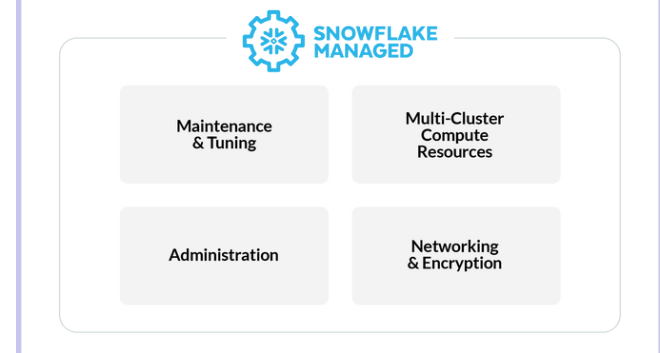 SNOWFLAKE
MANAGED
Maintenance
& Tuning
Multi-Cluster
Compute
Resources
Administration
Networking
& Encryption